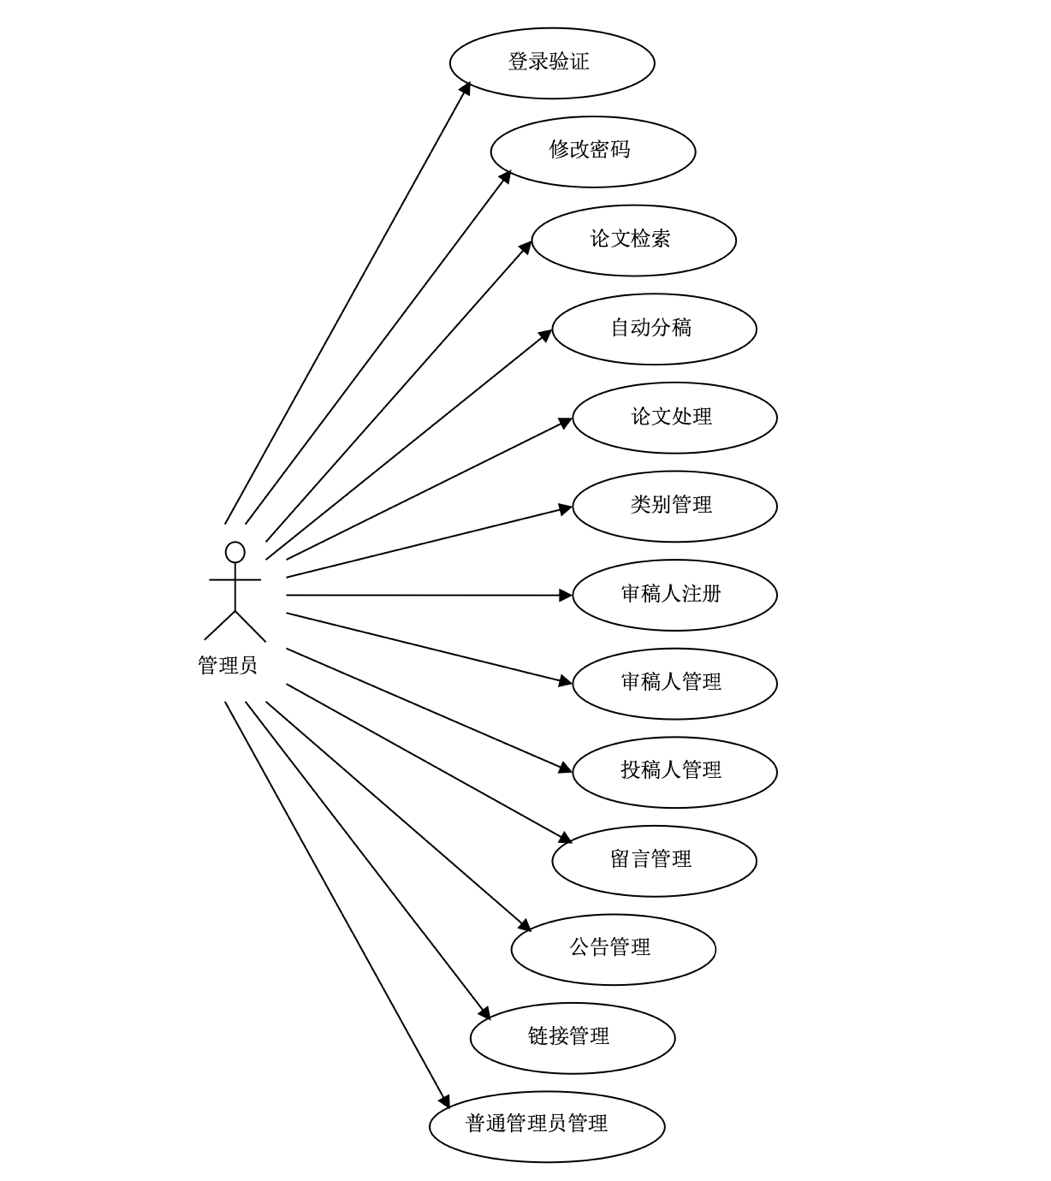 登录验证
修改密码
论文检索
自动分稿
论文处理
类别管理
审稿人注册
管理员
审稿人管理
投稿人管理
留言管理
公告管理
链接管理
普通管理员管理